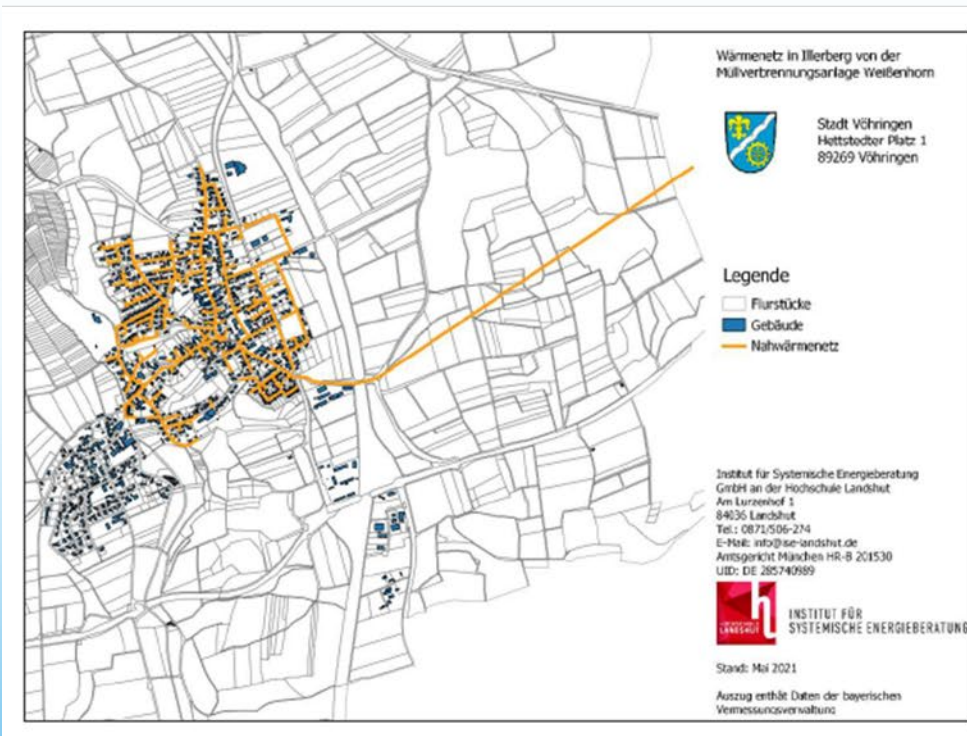 Wärmenetz in Illerberg von der
Müllverbrennungsanlage Weißenhorn
Stadt Vöhringen
Hettstedter Platz 1
89269 Vöhringen
Legende
Flurstücke
Gebäude
Nahwärmenetz
Institut für Systemische Energieberatung
GmbH an der Hochschule Landshut
Am Lurzenhof 1
84036 Landshut
Tel.: 0871/506-274
E-Mail: info@ise-landshut.de
Amtsgericht München HR-B 201530
UID: DE 285740989
HOCHSCHULE
LANDSHUT
INSTITUT FÜR
SYSTEMISCHE ENERGIEBERATUNG
Stand: Mai 2021
Auszug enthält Daten der bayerischen
Vermessungsverwaltung